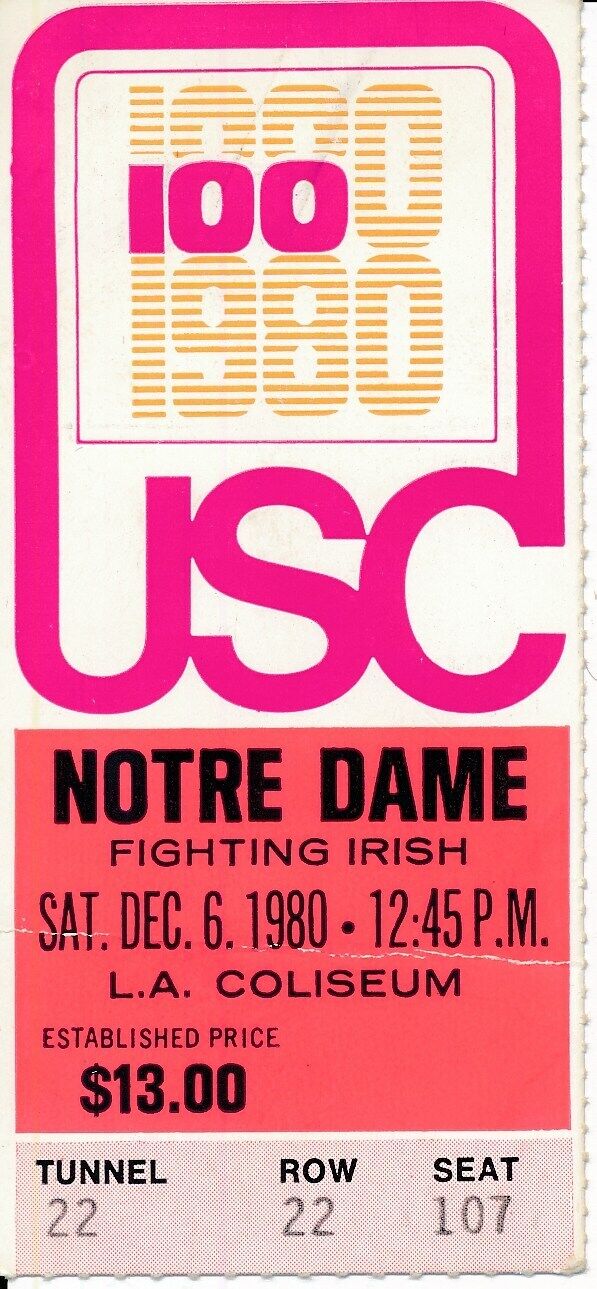 1880
100
1980
USC
NOTRE DAME
FIGHTING IRISH
SAT. DEC. 6. 1980 • 12:45 P.M.
L.A. COLISEUM
ESTABLISHED PRICE
$13.00
TUNNEL ROW SEAT
22 22 107